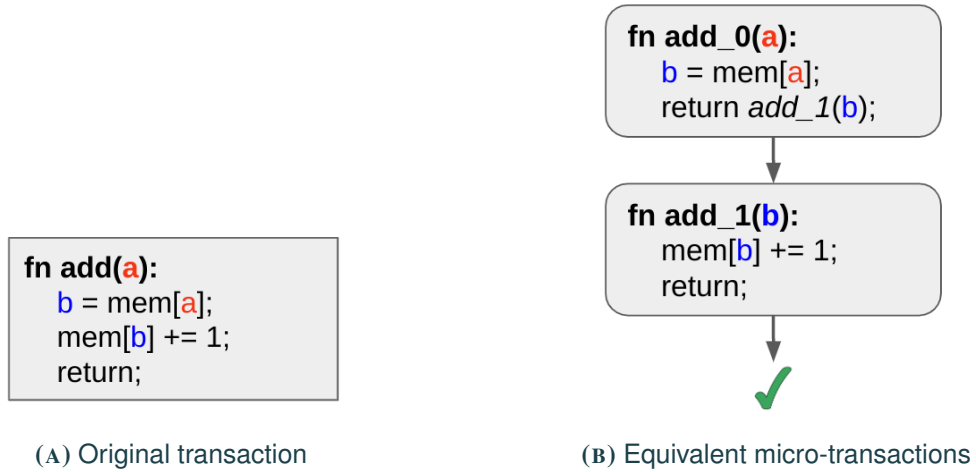 fn add(a):
b = mem[a];
mem[b] += 1;
return;
(A) Original transaction
fn add_0(a):
b = mem[a];
return add_1(b);
fn add_1(b):
mem[b] += 1;
return;
(B) Equivalent micro-transactions